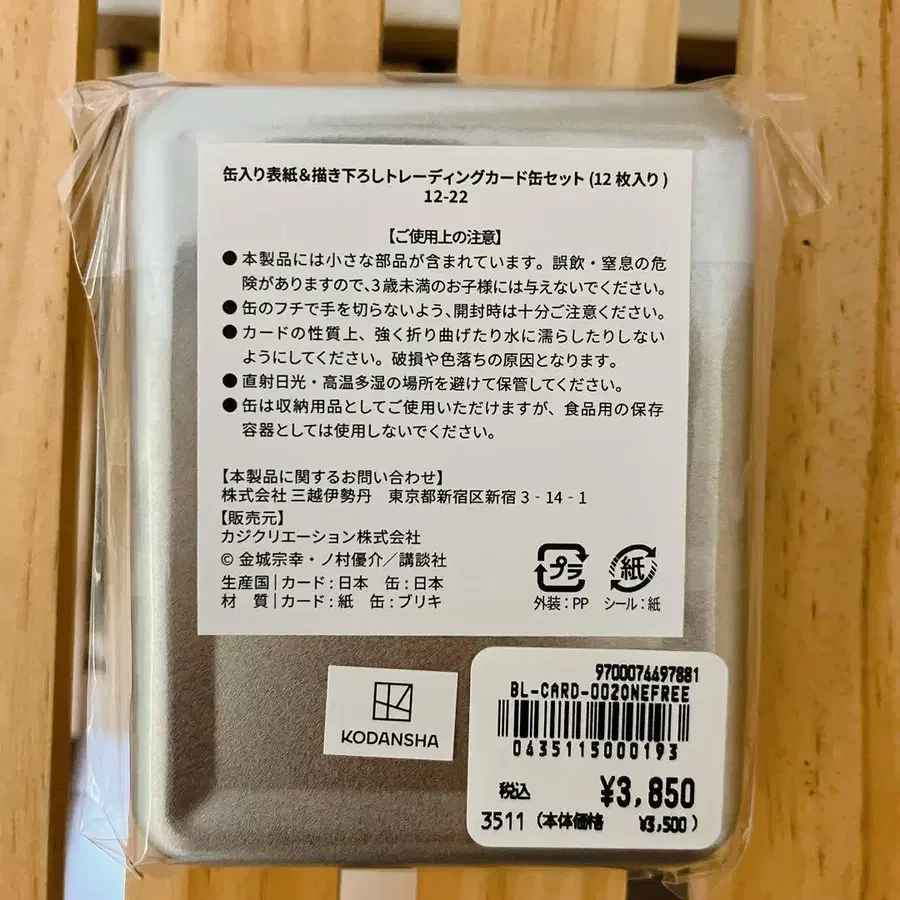 缶入り表紙&描き下ろしトレーディングカード缶セット(12枚入り)
12-22
【ご使用上の注意】
●本製品には小さな部品が含まれています。誤飲・窒息の危
険がありますので、3歳未満のお子様には与えないでください。
●缶のフチで手を切らないよう、開封時は十分ご注意ください。
●カードの性質上、強く折り曲げたり水に濡らしたりしない
ようにしてください。破損や色落ちの原因となります。
●直射日光・高温多湿の場所を避けて保管してください。
●缶は収納用品としてご使用いただけますが、食品用の保存
容器としては使用しないでください。
【本製品に関するお問い合わせ】
株式会社 三越伊勢丹 東京都新宿区新宿3‐14‐1
【販売元】
カジクリエーション株式会社
© 金城宗幸・ノ村優介/講談社
生産国|カード:日本 缶:日本
材 質|カード:紙 缶:ブリキ
プラ
外装:PP
紙
シール:紙
KODANSHA
9700074697881
BL-CARD-0020NEFREE
0435115000193
税込 ¥3,850
3511(本体価格 ¥3,500)